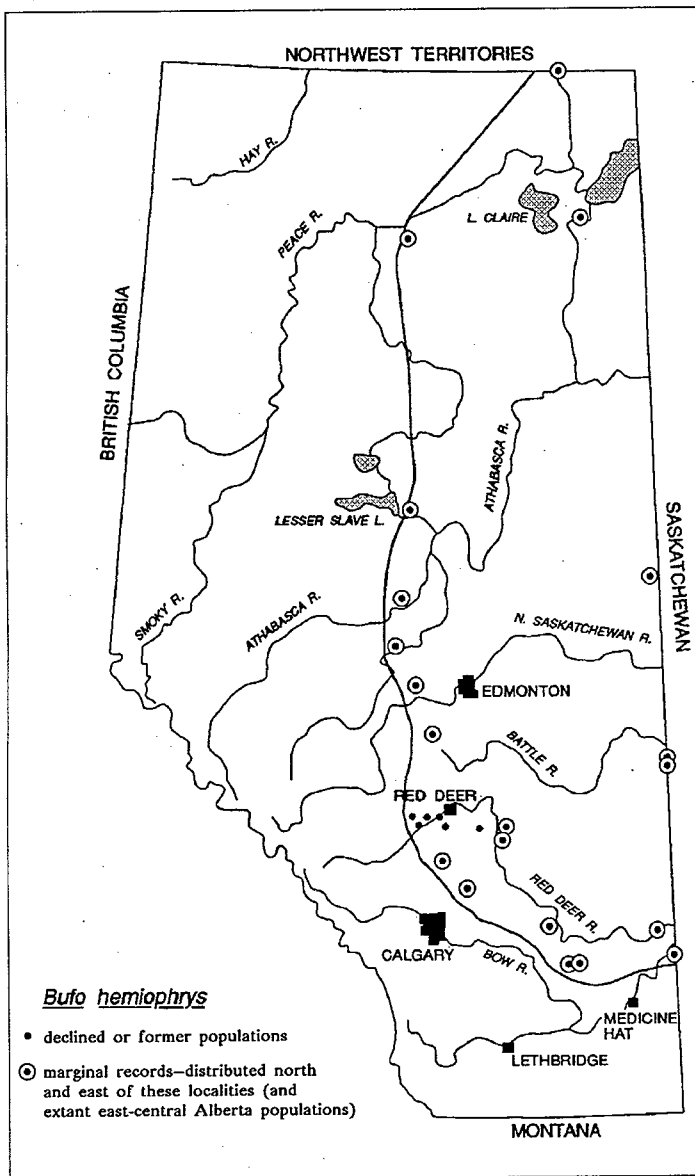 NORTHWEST TERRITORIES
HAY R.
L. CLAIRE
PEACE R.
BRITISH COLUMBIA
ATHABASCA R.
LESSER SLAVE L.
SASKATCHEWAN
SMOKY R.
ATHABASCA R.
N. SASKATCHEWAN R.
EDMONTON
BATTLE R.
RED DEER
RED DEER R.
CALGARY
BOW R.
MEDICINE
HAT
LETHBRIDGE
MONTANA
Bufo hemiophrys
declined or former populations
marginal records—distributed north
and east of these localities (and
extant east-central Alberta populations)